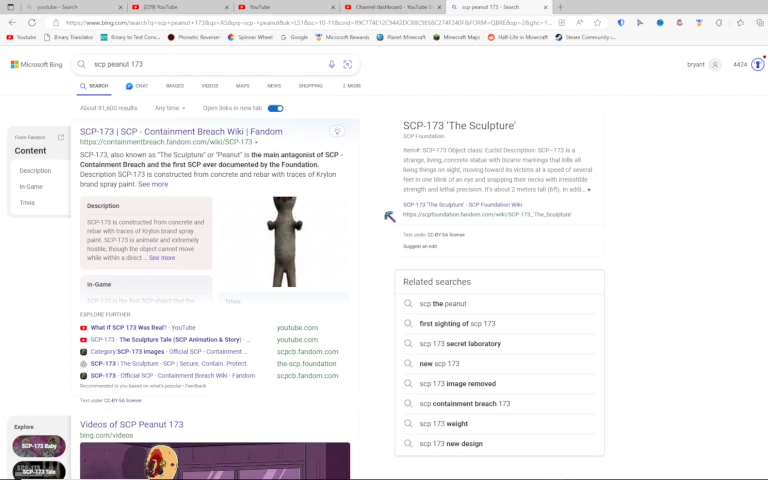 youtube - Search
(229) YouTube
YouTube
Channel dashboard - YouTube S
scp peanut 173 - Search
Youtube
Binary Translator
Binary to Text Conv...
Phonetic Reverser
Spinner Wheel
Google
Microsoft Rewards
Planet Minecraft
Minecraft Maps
Half-Life in Minecraft
Steam Community :...
Microsoft Bing
scp peanut 173
bryant
4424
SEARCH
CHAT
IMAGES
VIDEOS
MAPS
NEWS
SHOPPING
MORE
About 91,600 results
Any time
Open links in new tab
From Fandom
Content
Description
In-Game
Trivia
SCP-173 | SCP - Containment Breach Wiki | Fandom
https://containmentbreach.fandom.com/wiki/SCP-173
SCP-173, also known as "The Sculpture" or "Peanut" is the main antagonist of SCP -
Containment Breach and the first SCP ever documented by the Foundation.
Description SCP-173 is constructed from concrete and rebar with traces of Krylon
brand spray paint. See more
Description
SCP-173 is constructed from concrete and
rebar with traces of Krylon brand spray
paint. SCP-173 is animate and extremely
hostile, though the object cannot move
while within a direct ... See more
In-Game
Trivia
EXPLORE FURTHER
What If SCP 173 Was Real? - YouTube
youtube.com
SCP-173 - The Sculpture Tale (SCP Animation & Story) - ...
youtube.com
Category:SCP-173 images - Official SCP - Containment ...
scpcb.fandom.com
SCP-173 | The Sculpture - SCP | Secure. Contain. Protect.
the-scp.foundation
SCP-173 - Official SCP - Containment Breach Wiki - Fandom
scpcb.fandom.com
Recommended to you based on what's popular • Feedback
Text under CC-BY-SA license
Explore
SCP-173 Baby
SCP-173 Tale
Videos of SCP Peanut 173
bing.com/videos
SCP-173 'The Sculpture'
SCP Foundation
Item#: SCP-173 Object class: Euclid Description: SCP-173 is a
strange, living, concrete statue with bizarre markings that kills all
living things on sight, moving toward its victims at a speed of several
feet in one blink of an eye and snapping their necks with irresistible
strength and lethal precision. It's about 2 meters tall (6ft). In addi...
SCP-173 'The Sculpture' - SCP Foundation Wiki
https://scpfoundation.fandom.com/wiki/SCP-173_'The_Sculpture'
Text under CC-BY-SA license
Suggest an edit
Related searches
scp the peanut
first sighting of scp 173
scp 173 secret laboratory
new scp 173
scp 173 image removed
scp containment breach 173
scp 173 weight
scp 173 new design